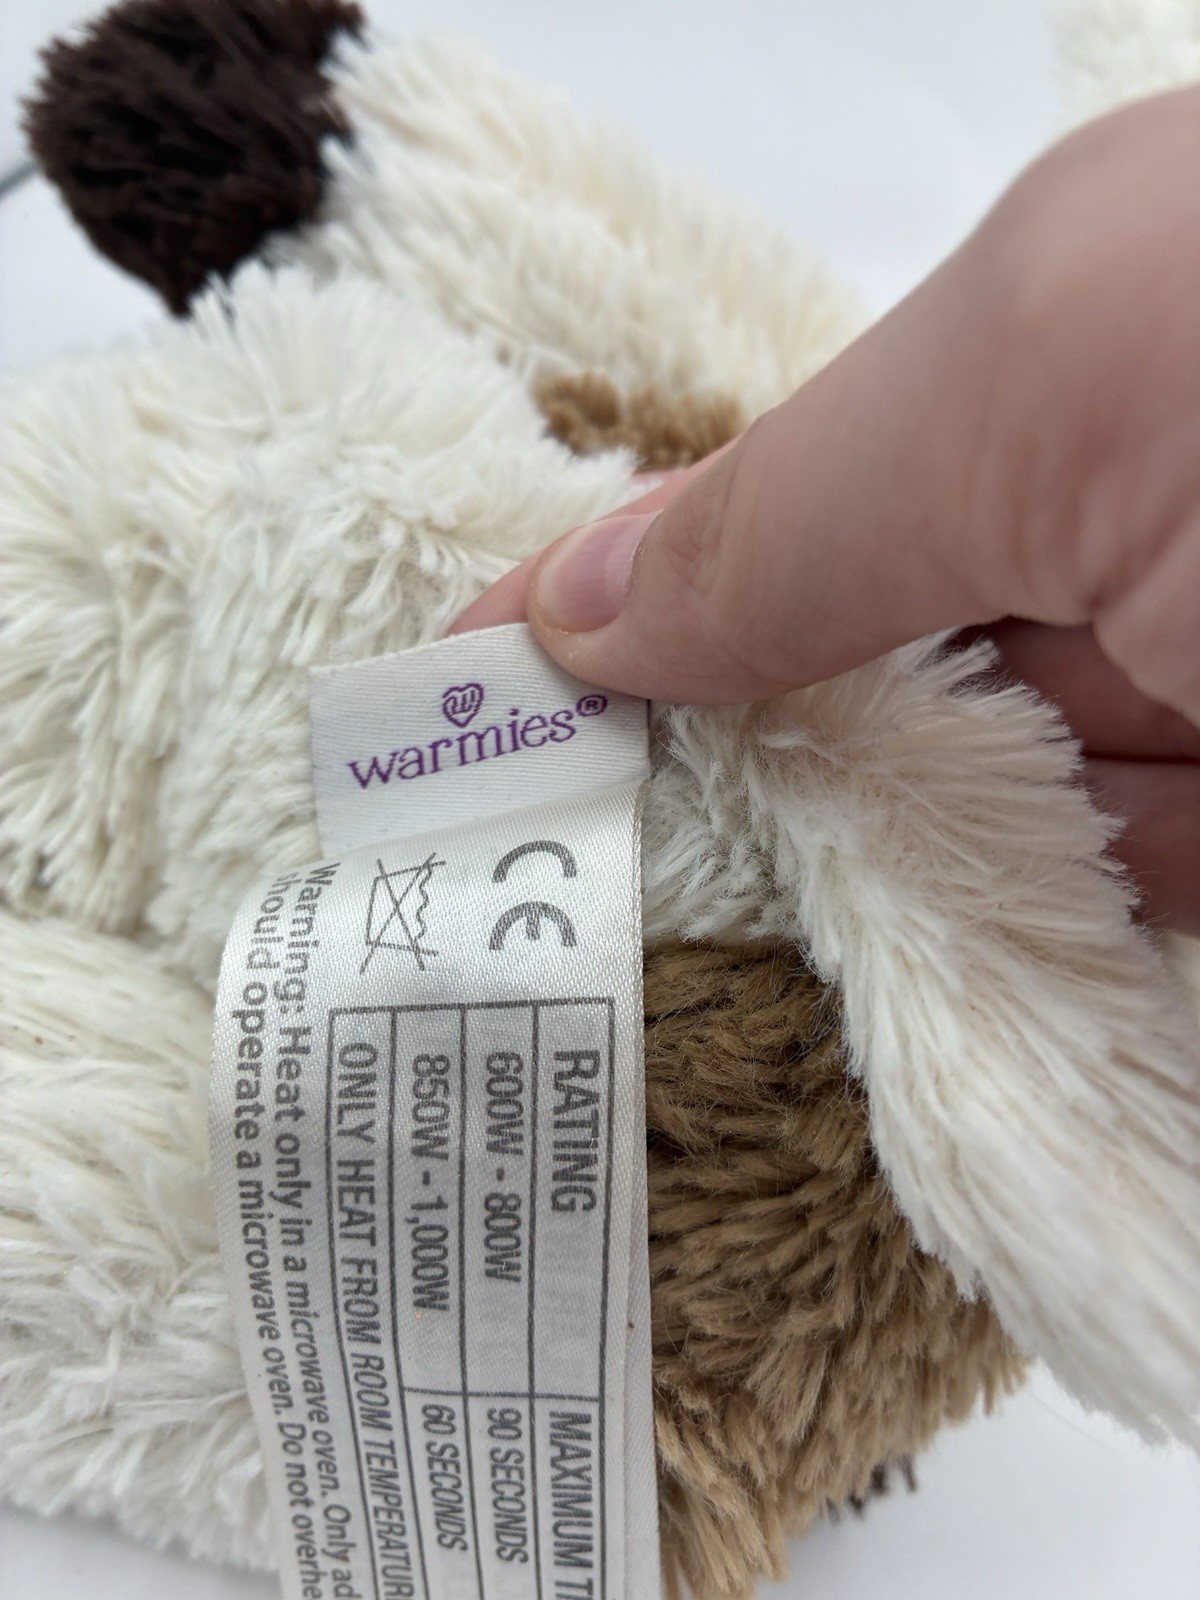 warmies®
CE
RATING MAXIMUM
600W - 800W 90 SECONDS
850W - 1,000W 60 SECONDS
ONLY HEAT FROM ROOM
Warning: Heat only in a microwave oven. Only
should operate a microwave oven. Do not